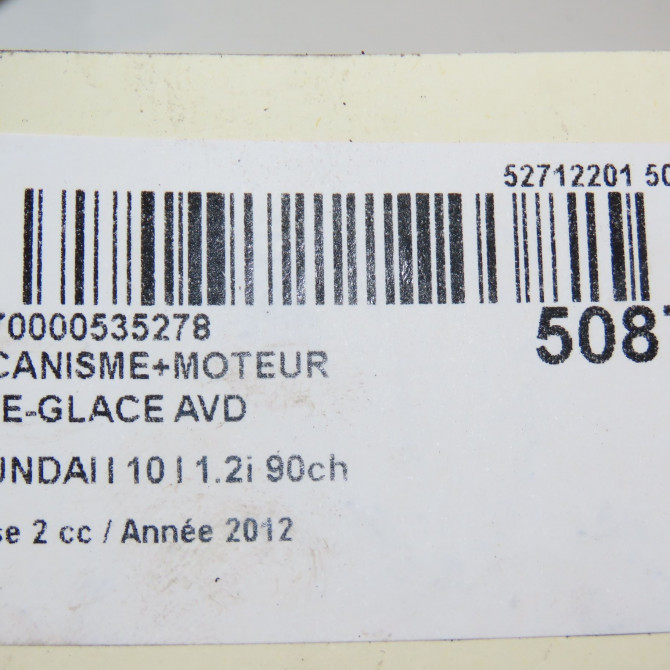 52712201 50
70000535278
508
CANISME+MOTEUR
E-GLACE AVD
UNDAI I 10 I 1.2i 90ch
se 2 cc / Année 2012